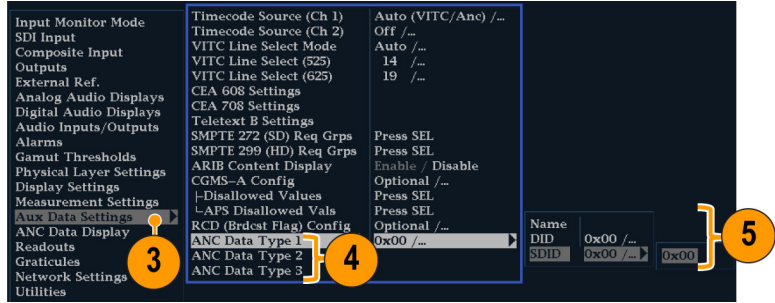 Input Monitor Mode
SDI Input
Composite Input
Outputs
External Ref.
Analog Audio Displays
Digital Audio Displays
Audio Inputs/Outputs
Alarms
Gamut Thresholds
Physical Layer Settings
Display Settings
Measurement Settings
Aux Data Settings
ANC Data Display
Readouts
Graticules
Network Settings
Utilities
3
Timecode Source (Ch 1) Auto (VITC/Anc) /...
Timecode Source (Ch 2) Off /...
VITC Line Select Mode Auto /...
VITC Line Select (525) 14 /...
VITC Line Select (625) 19 /...
CEA 608 Settings
CEA 708 Settings
Teletext B Settings
SMPTE 272 (SD) Req Grps Press SEL
SMPTE 299 (HD) Req Grps Press SEL
ARIB Content Display Enable / Disable
CGMS-A Config Optional /...
├Disallowed Values Press SEL
└APS Disallowed Vals Press SEL
RCD (Brdcst Flag) Config Optional /...
ANC Data Type 1 0x00 /...
ANC Data Type 2
ANC Data Type 3
4
Name
DID 0x00 /...
SDID 0x00 /...
0x00
5